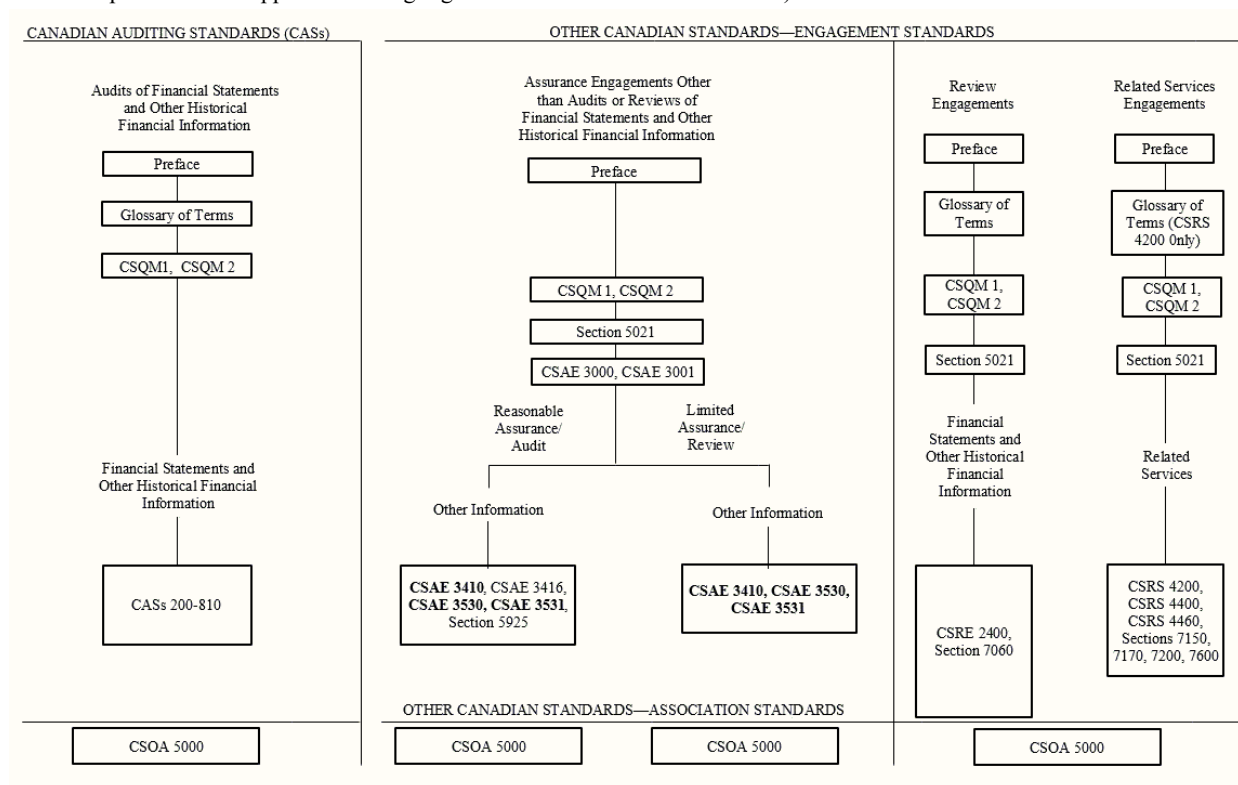 CANADIAN AUDITING STANDARDS (CASs)
OTHER CANADIAN STANDARDS—ENGAGEMENT STANDARDS
Audits of Financial Statements
and Other Historical
Financial Information
Preface
Glossary of Terms
CSQM1, CSQM 2
Financial Statements and
Other Historical Financial
Information
CASs 200-810
Assurance Engagements Other
than Audits or Reviews of
Financial Statements and Other
Historical Financial Information
Preface
CSQM 1, CSQM 2
Section 5021
CSAE 3000, CSAE 3001
Reasonable
Assurance/
Audit
Limited
Assurance/
Review
Other Information
Other Information
CSAE 3410, CSAE 3416,
CSAE 3530, CSAE 3531,
Section 5925
CSAE 3410, CSAE 3530,
CSAE 3531
Review
Engagements
Preface
Glossary of
Terms
CSQM 1,
CSQM 2
Section 5021
Financial
Statements and
Other Historical
Financial
Information
CSRE 2400,
Section 7060
Related Services
Engagements
Preface
Glossary of
Terms (CSRS
4200 0nly)
CSQM 1,
CSQM 2
Section 5021
Related
Services
CSRS 4200,
CSRS 4400,
CSRS 4460,
Sections 7150,
7170, 7200, 7600
OTHER CANADIAN STANDARDS—ASSOCIATION STANDARDS
CSOA 5000
CSOA 5000
CSOA 5000
CSOA 5000